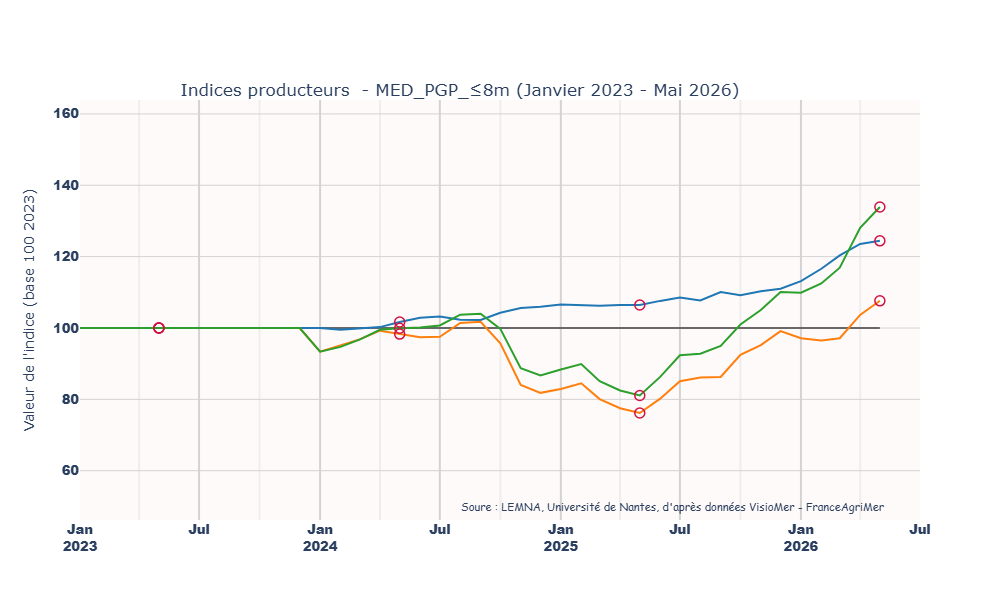 Indices producteurs  - MED_PGP_≤8m (Janvier 2023 - Mai 2026)
Valeur de l'Indice (base 100 2023)
160
140
120
100
80
60
Soure : LEMNA, Université de Nantes, d'après données VisioMer - FranceAgriMer
Jan Jul Jan Jul Jan Jul Jan Jul
2023 2024 2025 2026